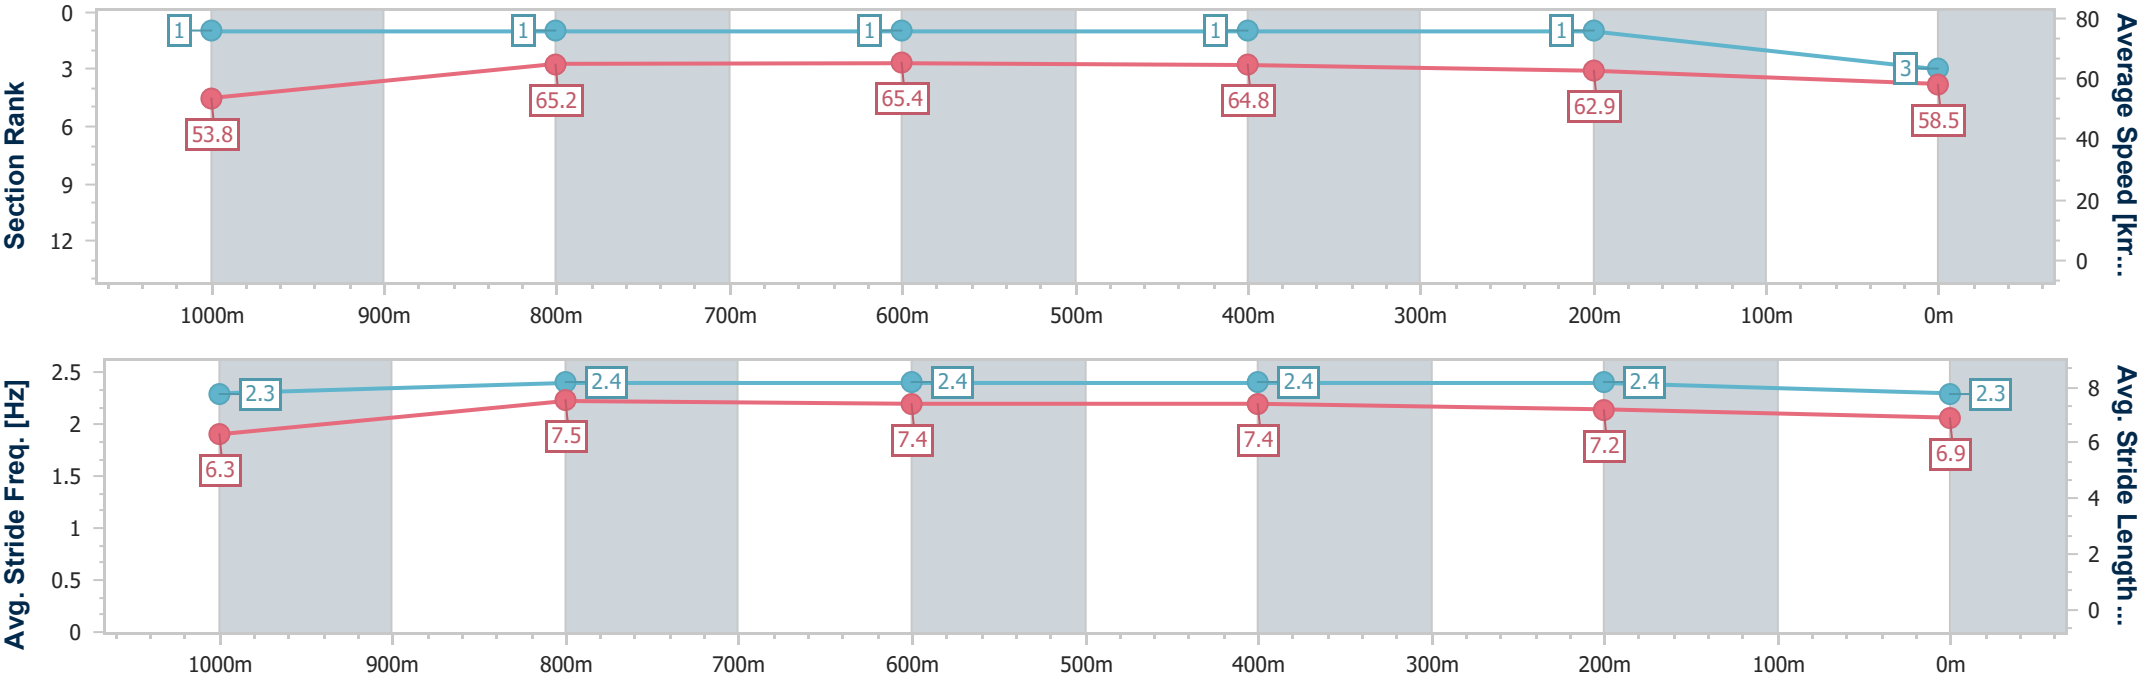 Section Rank
0
3
6
9
12
1 1 1 1 1 3
53.8 65.2 65.4 64.8 62.9 58.5
80
60
40
20
0
Average Speed [km...
1000m 900m 800m 700m 600m 500m 400m 300m 200m 100m 0m
Avg. Stride Freq. [Hz]
2.5
2
1.5
1
0.5
0
2.3 2.4 2.4 2.4 2.4 2.3
6.3 7.5 7.4 7.4 7.2 6.9
8
6
4
2
0
Avg. Stride Length...
1000m 900m 800m 700m 600m 500m 400m 300m 200m 100m 0m